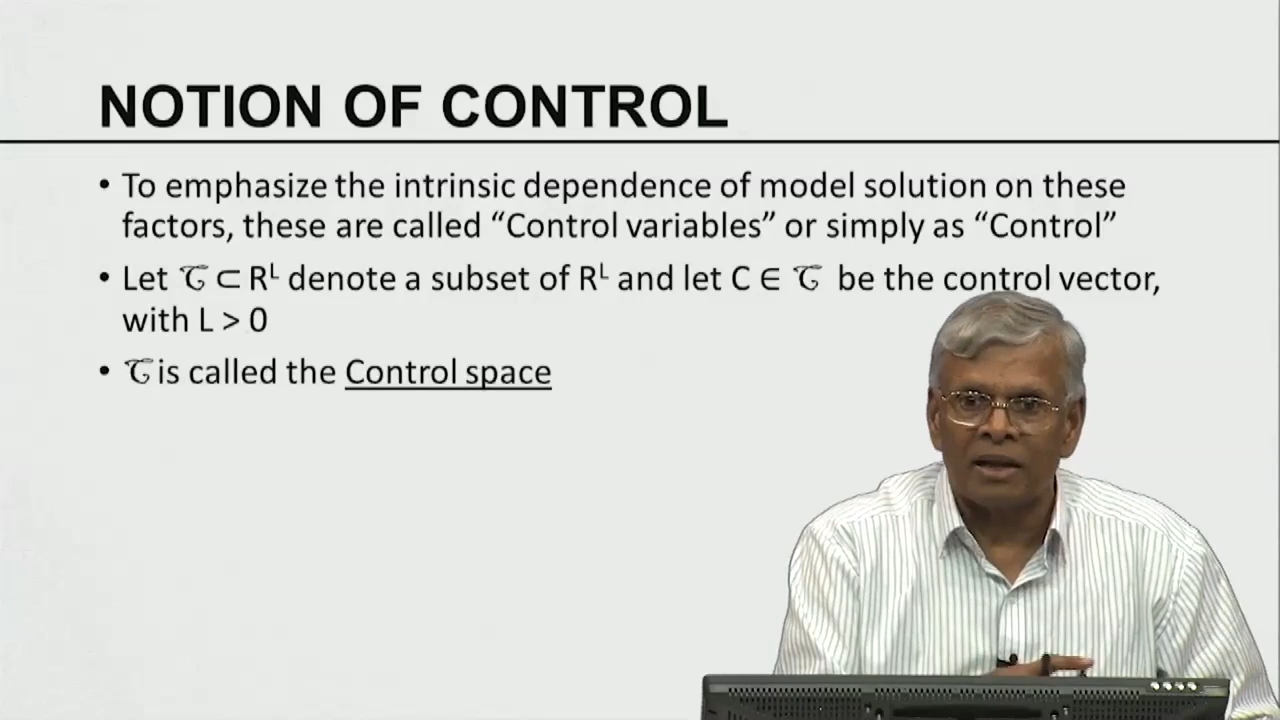 NOTION OF CONTROL
• To emphasize the intrinsic dependence of model solution on these
factors, these are called “Control variables” or simply as “Control”
• Let 𝒞 ⊂ Rᴸ denote a subset of Rᴸ and let C ∈ 𝒞 be the control vector,
with L > 0
• 𝒞 is called the Control space